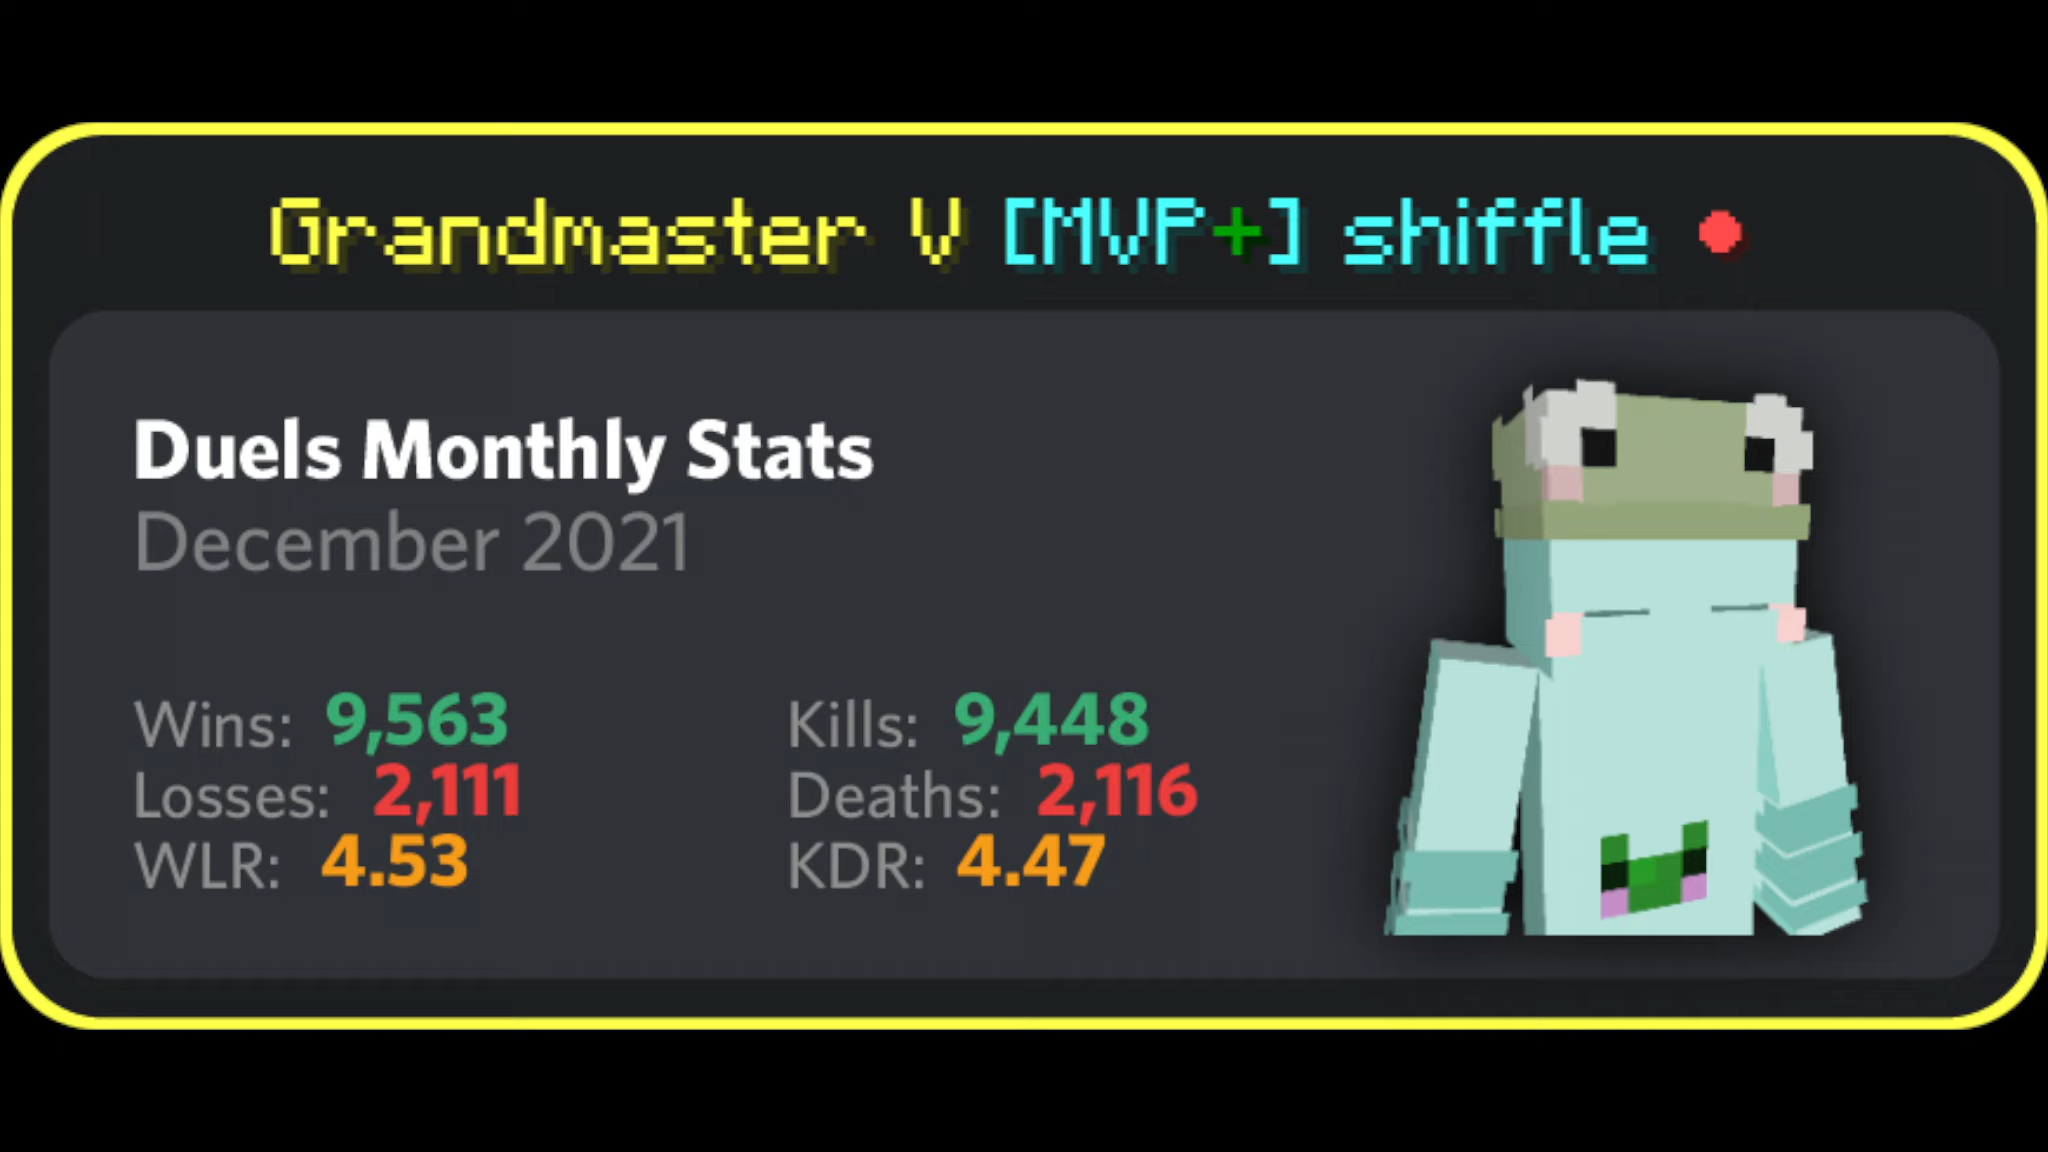 Grandmaster V [MVP+] shiffle
Duels Monthly Stats
December 2021
Wins: 9,563
Losses: 2,111
WLR: 4.53
Kills: 9,448
Deaths: 2,116
KDR: 4.47